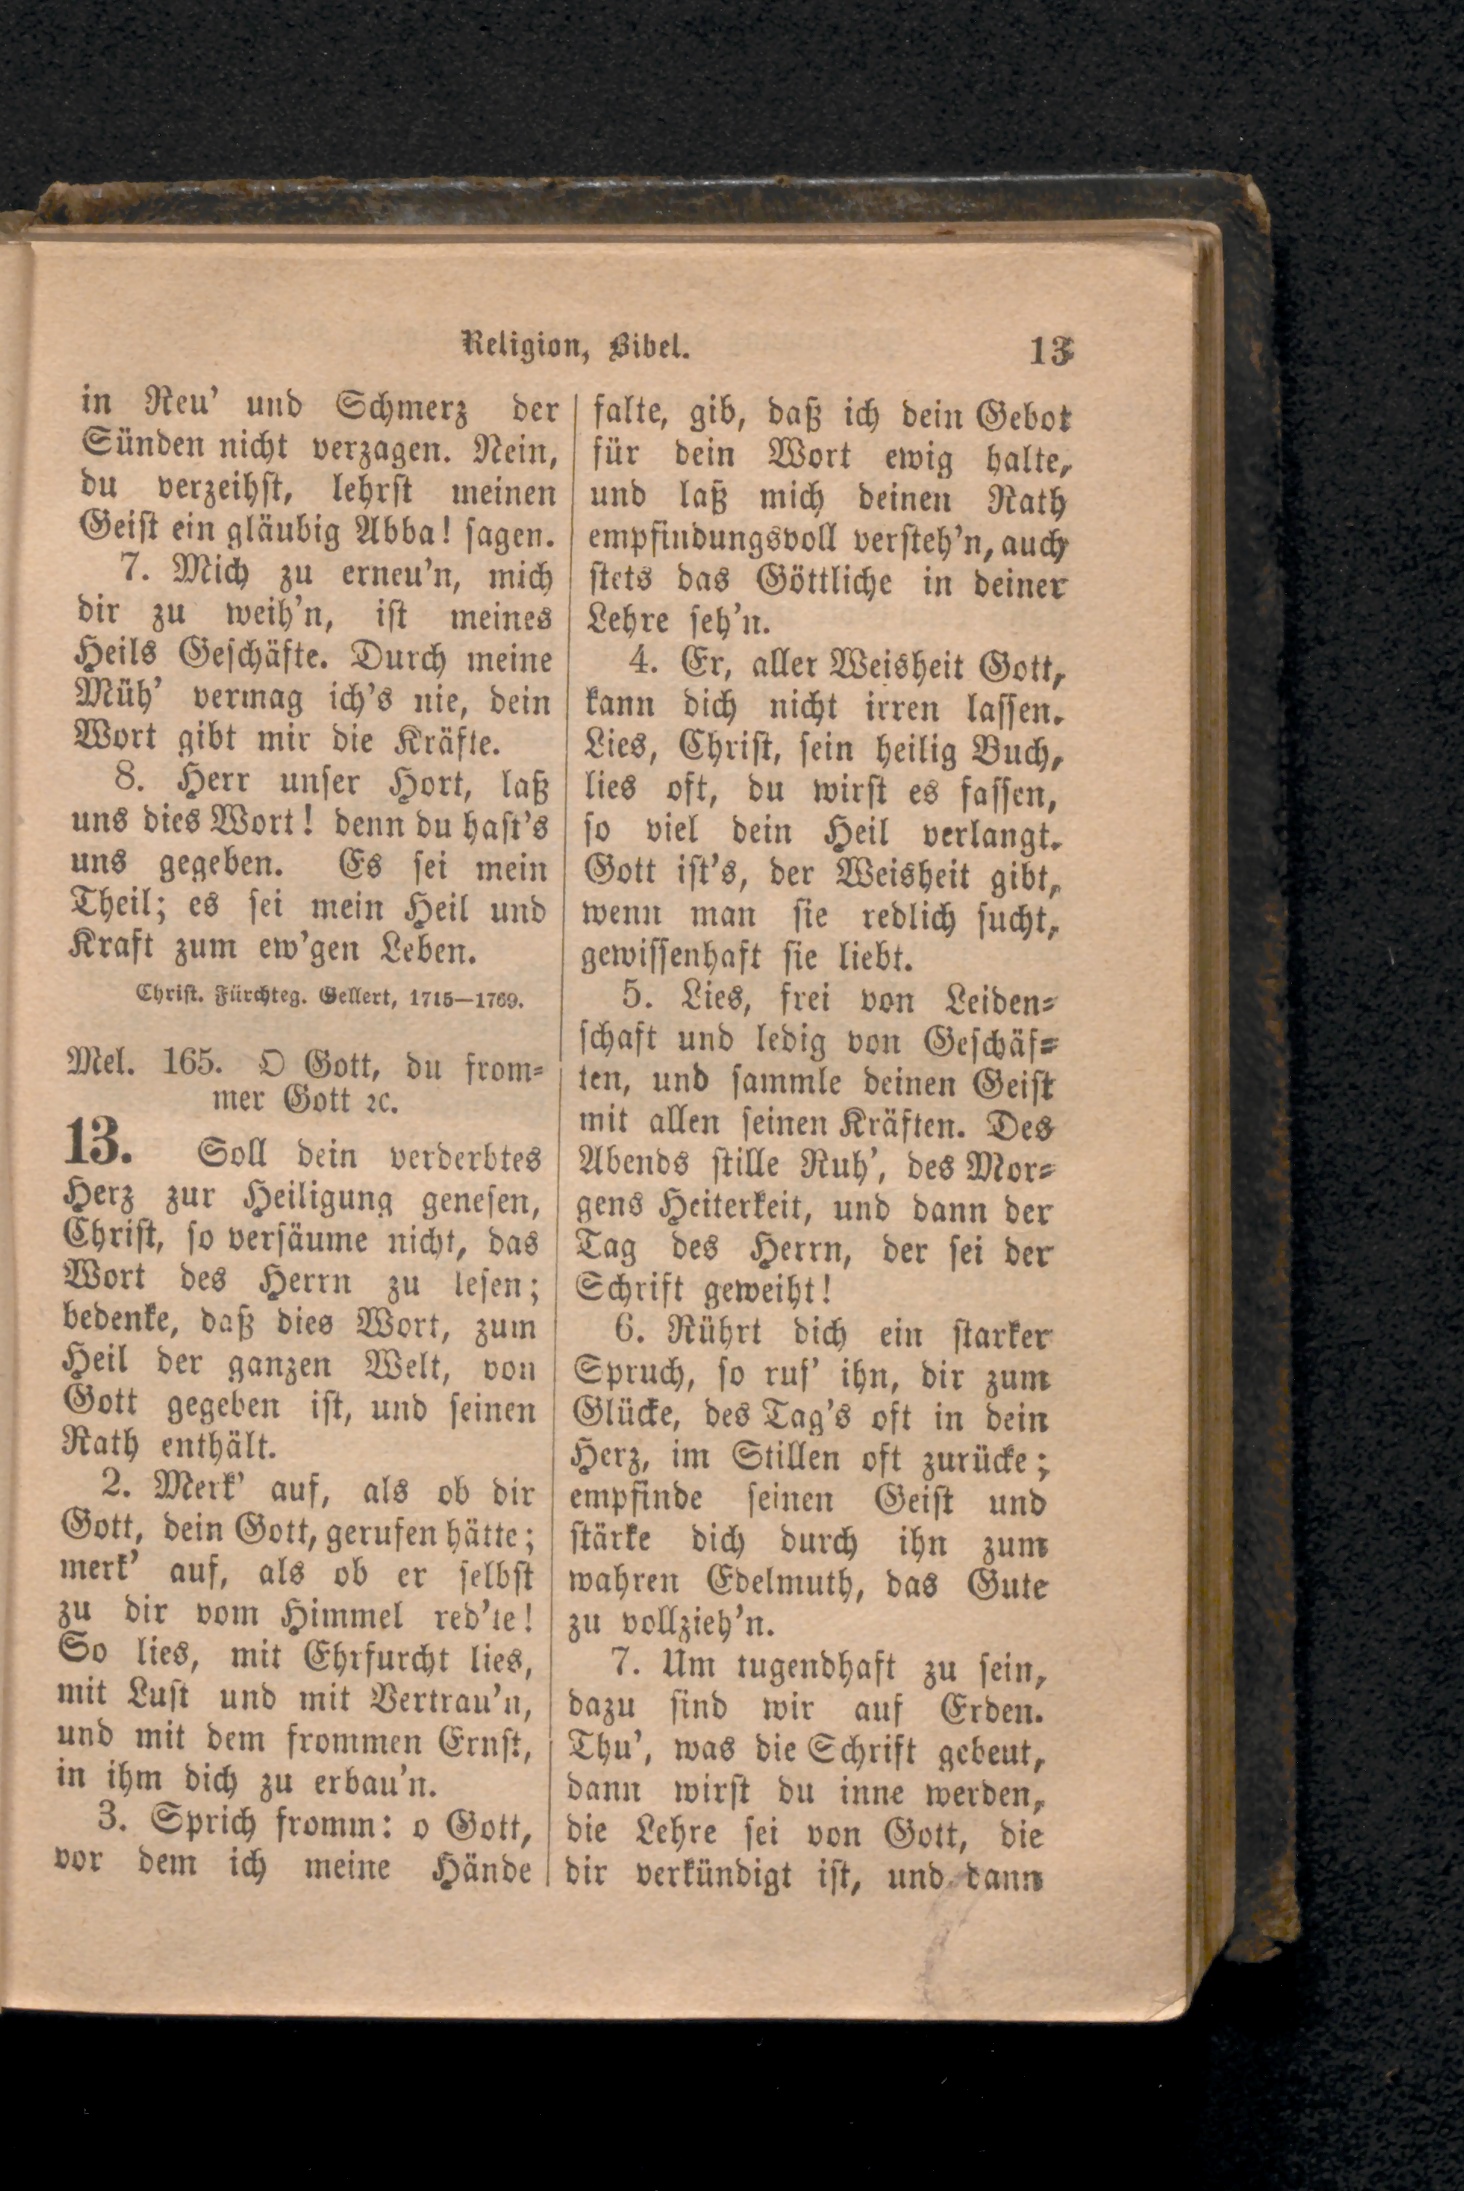 Religion, Bibel.
13
in Reu' und Schmerz der
Sünden nicht verzagen. Nein,
du verzeihst, lehrst meinen
Geist ein gläubig Abba! sagen.
7. Mich zu erneu'n, mich
dir zu weih'n, ist meines
Heils Geschäfte. Durch meine
Müh' vermag ich's nie, dein
Wort gibt mir die Kräfte.
8. Herr unser Hort, laß
uns dies Wort! denn du hast's
uns gegeben. Es sei mein
Theil; es sei mein Heil und
Kraft zum ew'gen Leben.
Christ. Fürchteg. Gellert, 1715—1769.
Mel. 165. O Gott, du from-
mer Gott ꝛc.
13. Soll dein verderbtes
Herz zur Heiligung genesen,
Christ, so versäume nicht, das
Wort des Herrn zu lesen;
bedenke, daß dies Wort, zum
Heil der ganzen Welt, von
Gott gegeben ist, und seinen
Rath enthält.
2. Merk' auf, als ob dir
Gott, dein Gott, gerufen hätte;
merk' auf, als ob er selbst
zu dir vom Himmel red'te!
So lies, mit Ehrfurcht lies,
mit Lust und mit Vertrau'n,
und mit dem frommen Ernst,
in ihm dich zu erbau'n.
3. Sprich fromm: o Gott,
vor dem ich meine Hände
falte, gib, daß ich dein Gebot
für dein Wort ewig halte,
und laß mich deinen Rath
empfindungsvoll versteh'n, auch
stets das Göttliche in deiner
Lehre seh'n.
4. Er, aller Weisheit Gott,
kann dich nicht irren lassen.
Lies, Christ, sein heilig Buch,
lies oft, du wirst es fassen,
so viel dein Heil verlangt.
Gott ist's, der Weisheit gibt,
wenn man sie redlich sucht,
gewissenhaft sie liebt.
5. Lies, frei von Leiden-
schaft und ledig von Geschäf-
ten, und sammle deinen Geist
mit allen seinen Kräften. Des
Abends stille Ruh', des Mor-
gens Heiterkeit, und dann der
Tag des Herrn, der sei der
Schrift geweiht!
6. Rührt dich ein starker
Spruch, so ruf' ihn, dir zum
Glücke, des Tag's oft in dein
Herz, im Stillen oft zurücke;
empfinde seinen Geist und
stärke dich durch ihn zum
wahren Edelmuth, das Gute
zu vollzieh'n.
7. Um tugendhaft zu sein,
dazu sind wir auf Erden.
Thu', was die Schrift gebeut,
dann wirst du inne werden,
die Lehre sei von Gott, die
dir verkündigt ist, und dann